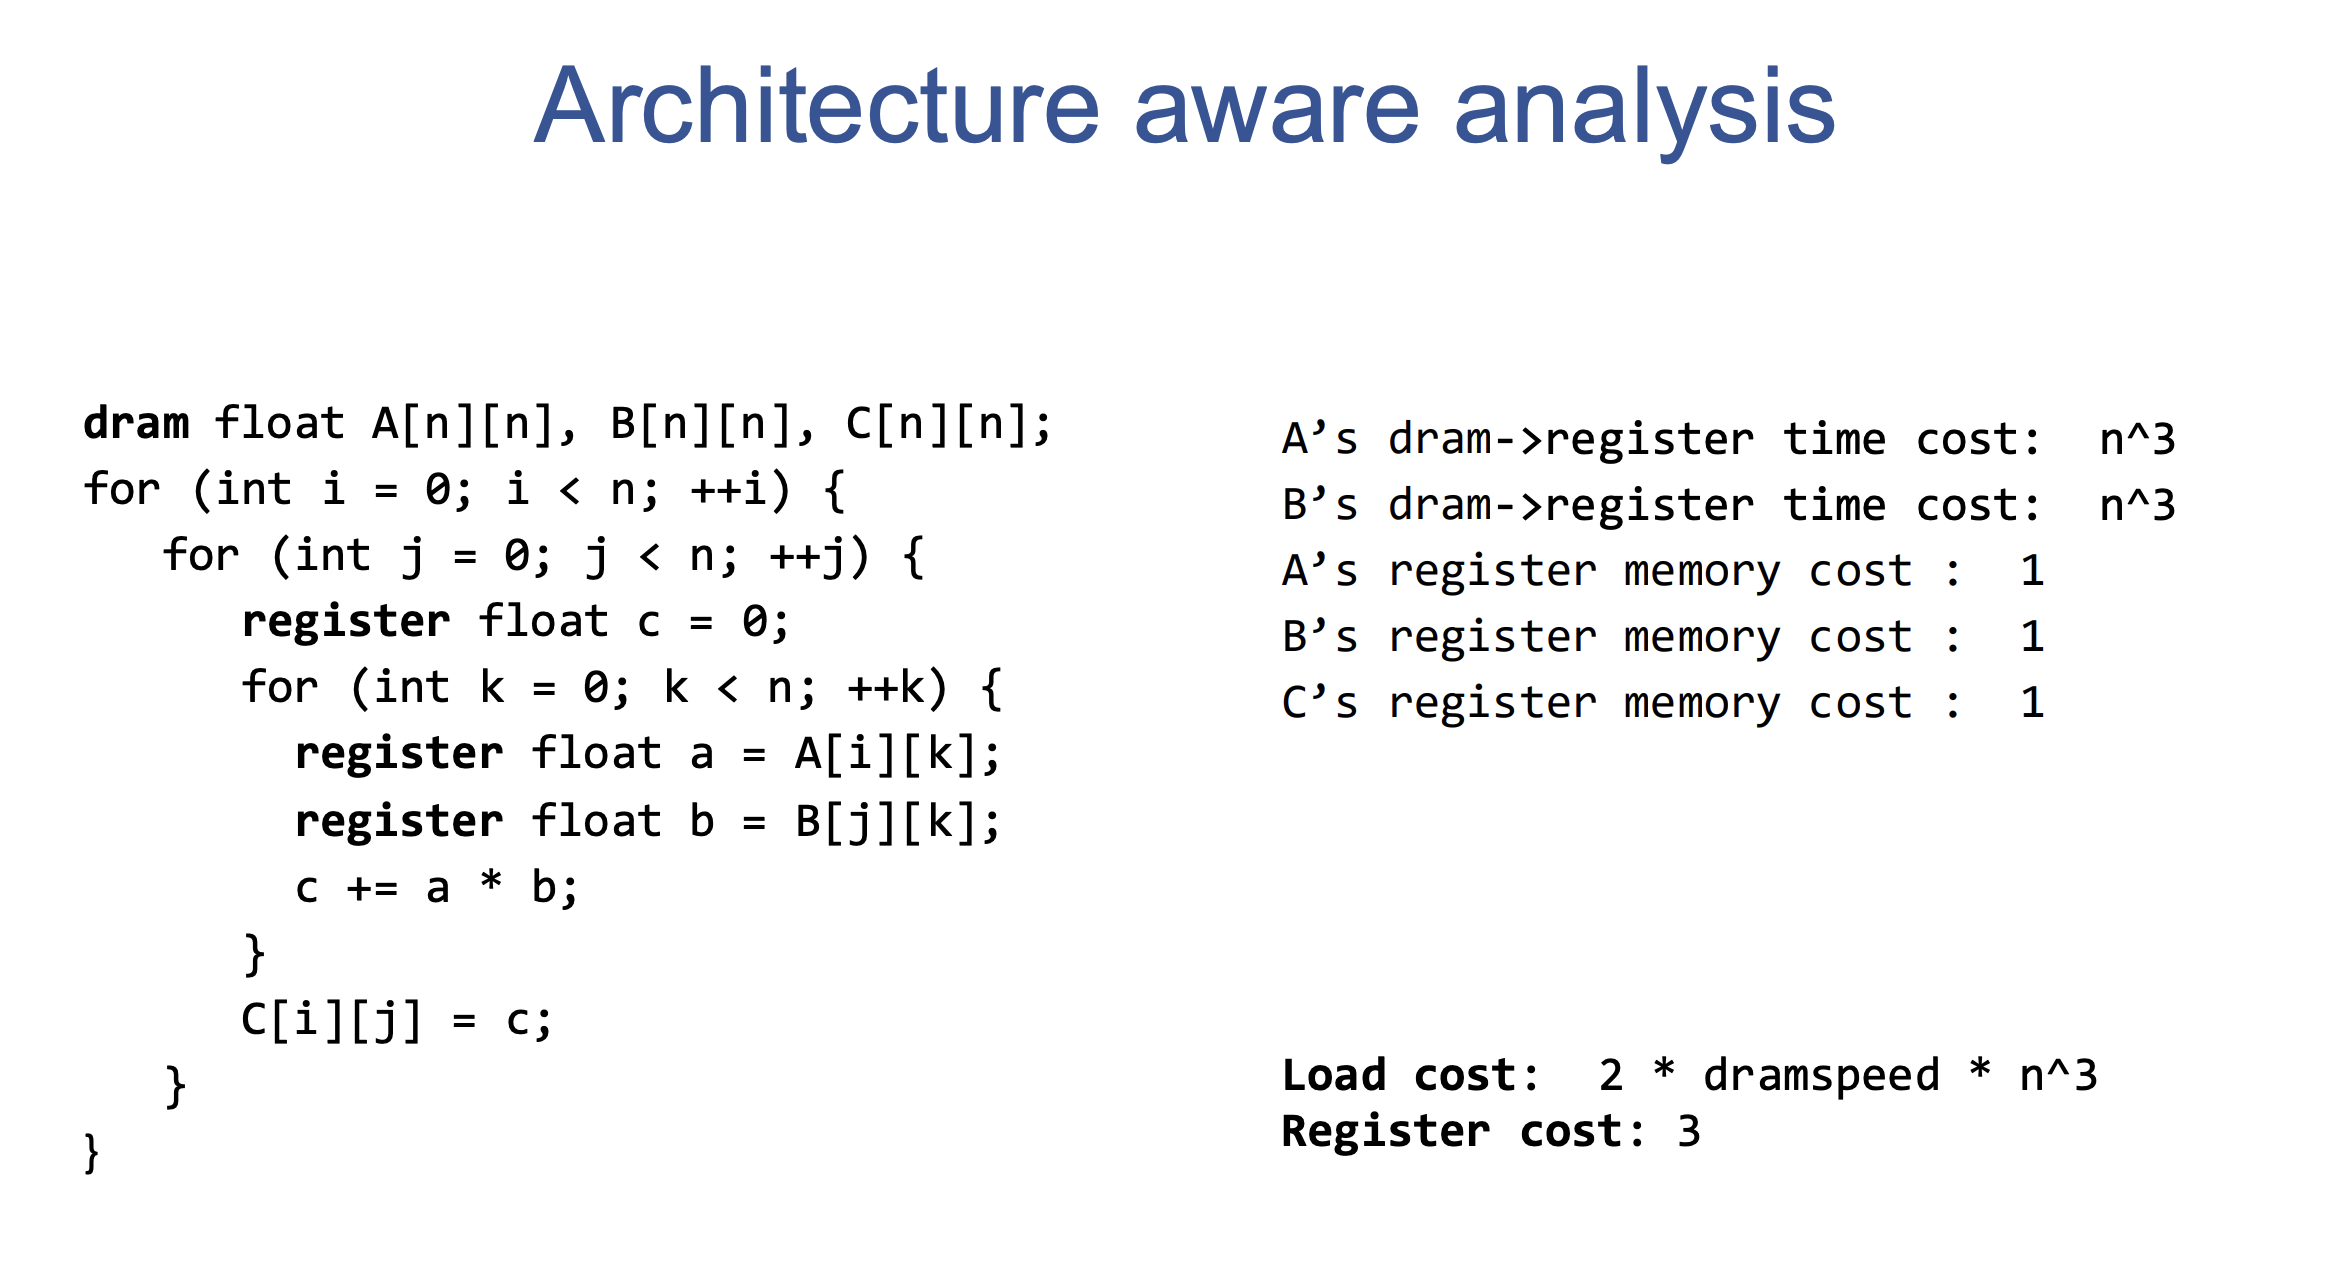 Architecture aware analysis
dram float A[n][n], B[n][n], C[n][n];
for (int i = 0; i < n; ++i) {
for (int j = 0; j < n; ++j) {
register float c = 0;
for (int k = 0; k < n; ++k) {
register float a = A[i][k];
register float b = B[j][k];
c += a * b;
}
C[i][j] = c;
}
}
A’s dram->register time cost: n^3
B’s dram->register time cost: n^3
A’s register memory cost : 1
B’s register memory cost : 1
C’s register memory cost : 1
Load cost: 2 * dramspeed * n^3
Register cost: 3